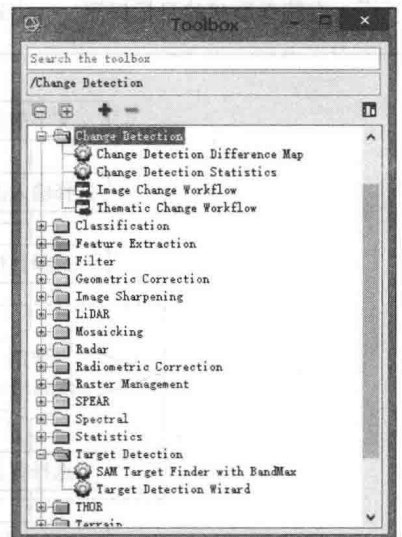 Toolbox
Search the toolbox
/Change Detection
Change Detection
Change Detection Difference Map
Change Detection Statistics
Image Change Workflow
Thematic Change Workflow
Classification
Feature Extraction
Filter
Geometric Correction
Image Sharpening
LiDAR
Mosaicking
Radar
Radiometric Correction
Raster Management
SPEAR
Spectral
Statistics
Target Detection
SAM Target Finder with BandMax
Target Detection Wizard
THOR
Terrain